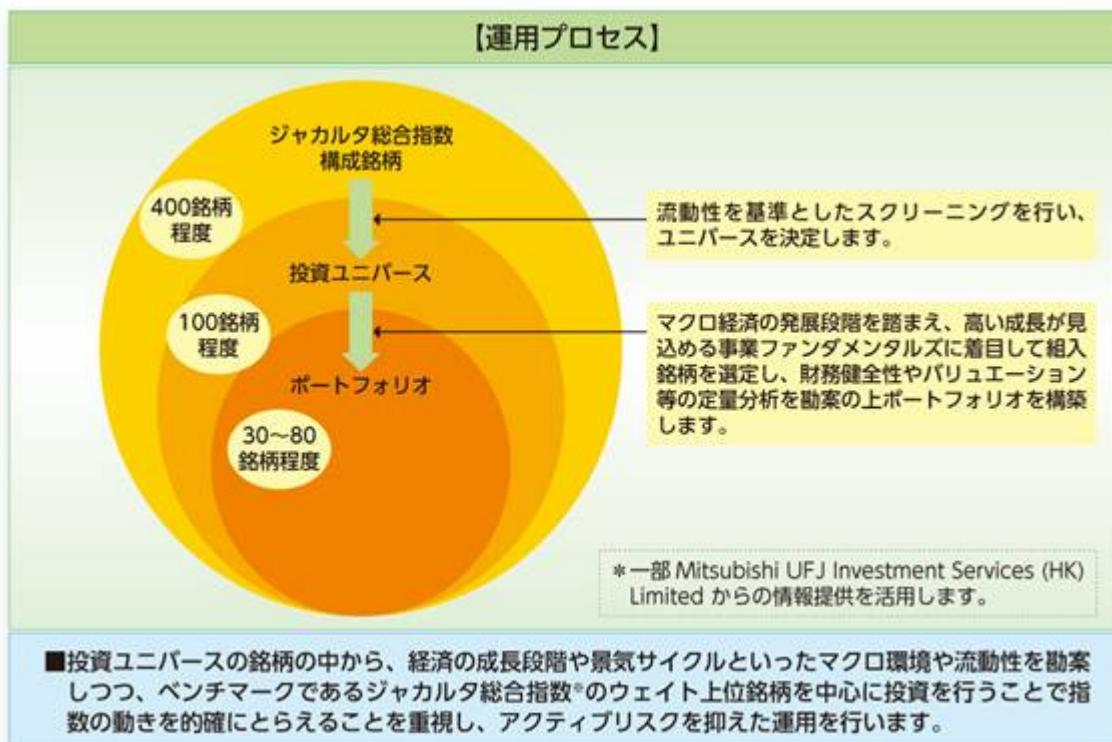 【運用プロセス】
ジャカルタ総合指数
構成銘柄
400銘柄
程度
流動性を基準としたスクリーニングを行い、
ユニバースを決定します。
投資ユニバース
100銘柄
程度
マクロ経済の発展段階を踏まえ、高い成長が見
込める事業ファンダメンタルズに着目して組入
銘柄を選定し、財務健全性やバリュエーション
等の定量分析を勘案の上ポートフォリオを構築
します。
ポートフォリオ
30〜80
銘柄程度
＊一部 Mitsubishi UFJ Investment Services (HK)
Limited からの情報提供を活用します。
■投資ユニバースの銘柄の中から、経済の成長段階や景気サイクルといったマクロ環境や流動性を勘案
しつつ、ベンチマークであるジャカルタ総合指数※のウェイト上位銘柄を中心に投資を行うことで指
数の動きを的確にとらえることを重視し、アクティブリスクを抑えた運用を行います。